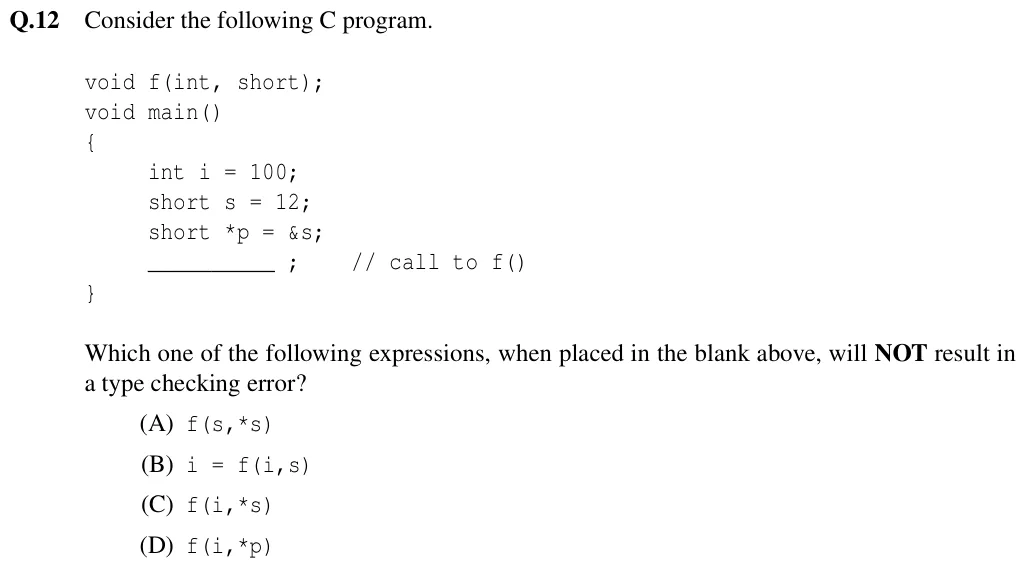 Q.12 Consider the following C program.
void f(int, short);
void main()
{
int i = 100;
short s = 12;
short *p = &s;
__________ ; // call to f()
}
Which one of the following expressions, when placed in the blank above, will NOT result in
a type checking error?
(A) f(s,*s)
(B) i = f(i,s)
(C) f(i,*s)
(D) f(i,*p)